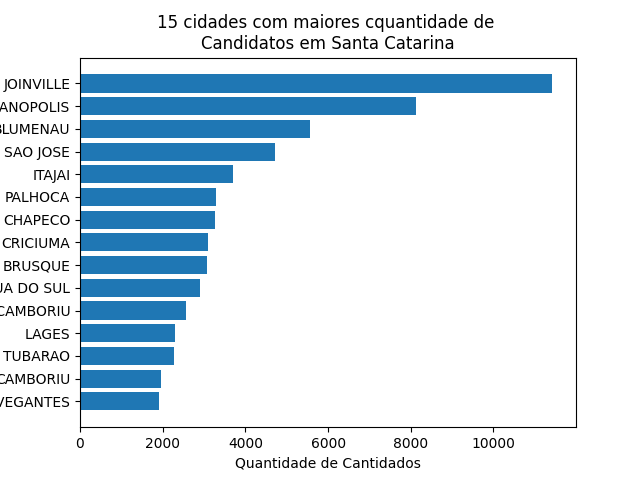 15 cidades com maiores cquantidade de
Candidatos em Santa Catarina
JOINVILLE
ANOPOLIS
BLUMENAU
SAO JOSE
ITAJAI
PALHOCA
CHAPECO
CRICIUMA
BRUSQUE
UA DO SUL
CAMBORIU
LAGES
TUBARAO
CAMBORIU
VEGANTES
0 2000 4000 6000 8000 10000
Quantidade de Cantidados